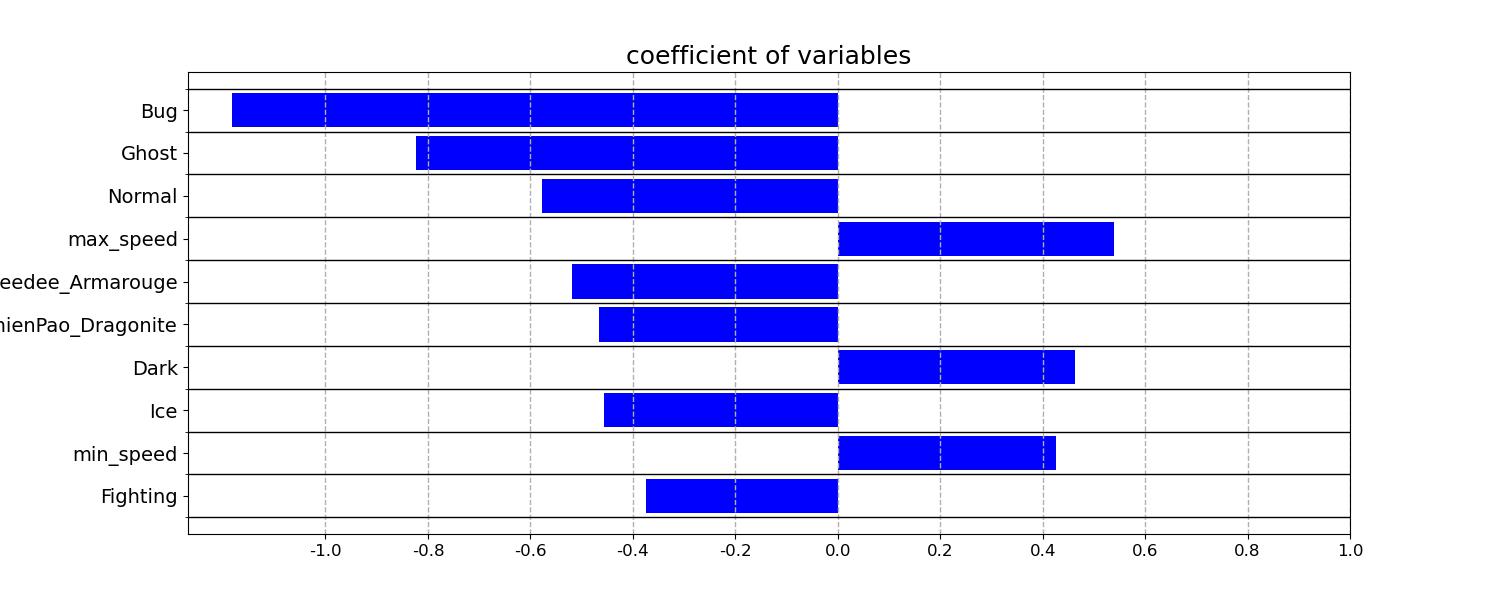 coefficient of variables
Bug
Ghost
Normal
max_speed
eedee_Armarouge
ienPao_Dragonite
Dark
Ice
min_speed
Fighting
-1.0 -0.8 -0.6 -0.4 -0.2 0.0 0.2 0.4 0.6 0.8 1.0